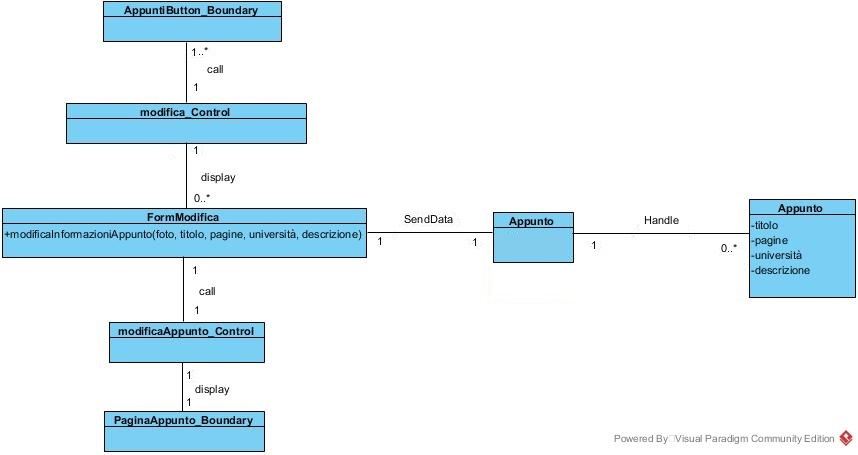 AppuntiButton_Boundary
1..*
call
1
modifica_Control
1
display
0..*
FormModifica
+modificaInformazioniAppunto(foto, titolo, pagine, università, descrizione)
SendData
1
1
Appunto
Handle
1
0..*
Appunto
-titolo
-pagine
-università
-descrizione
1
call
1
modificaAppunto_Control
1
display
1
PaginaAppunto_Boundary
Powered By Visual Paradigm Community Edition